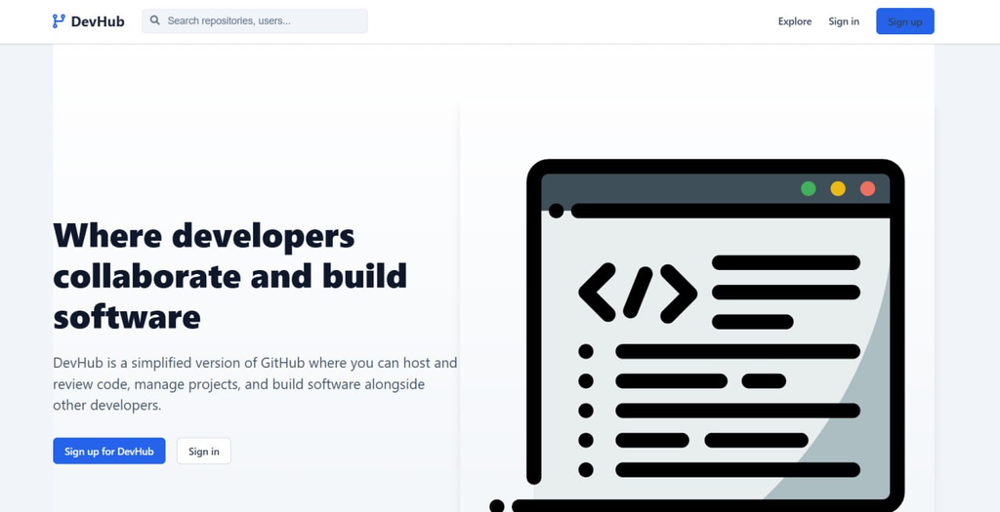 DevHub
Search repositories, users...
Explore
Sign in
Sign up
Where developers
collaborate and build
software
DevHub is a simplified version of GitHub where you can host and
review code, manage projects, and build software alongside
other developers.
Sign up for DevHub
Sign in